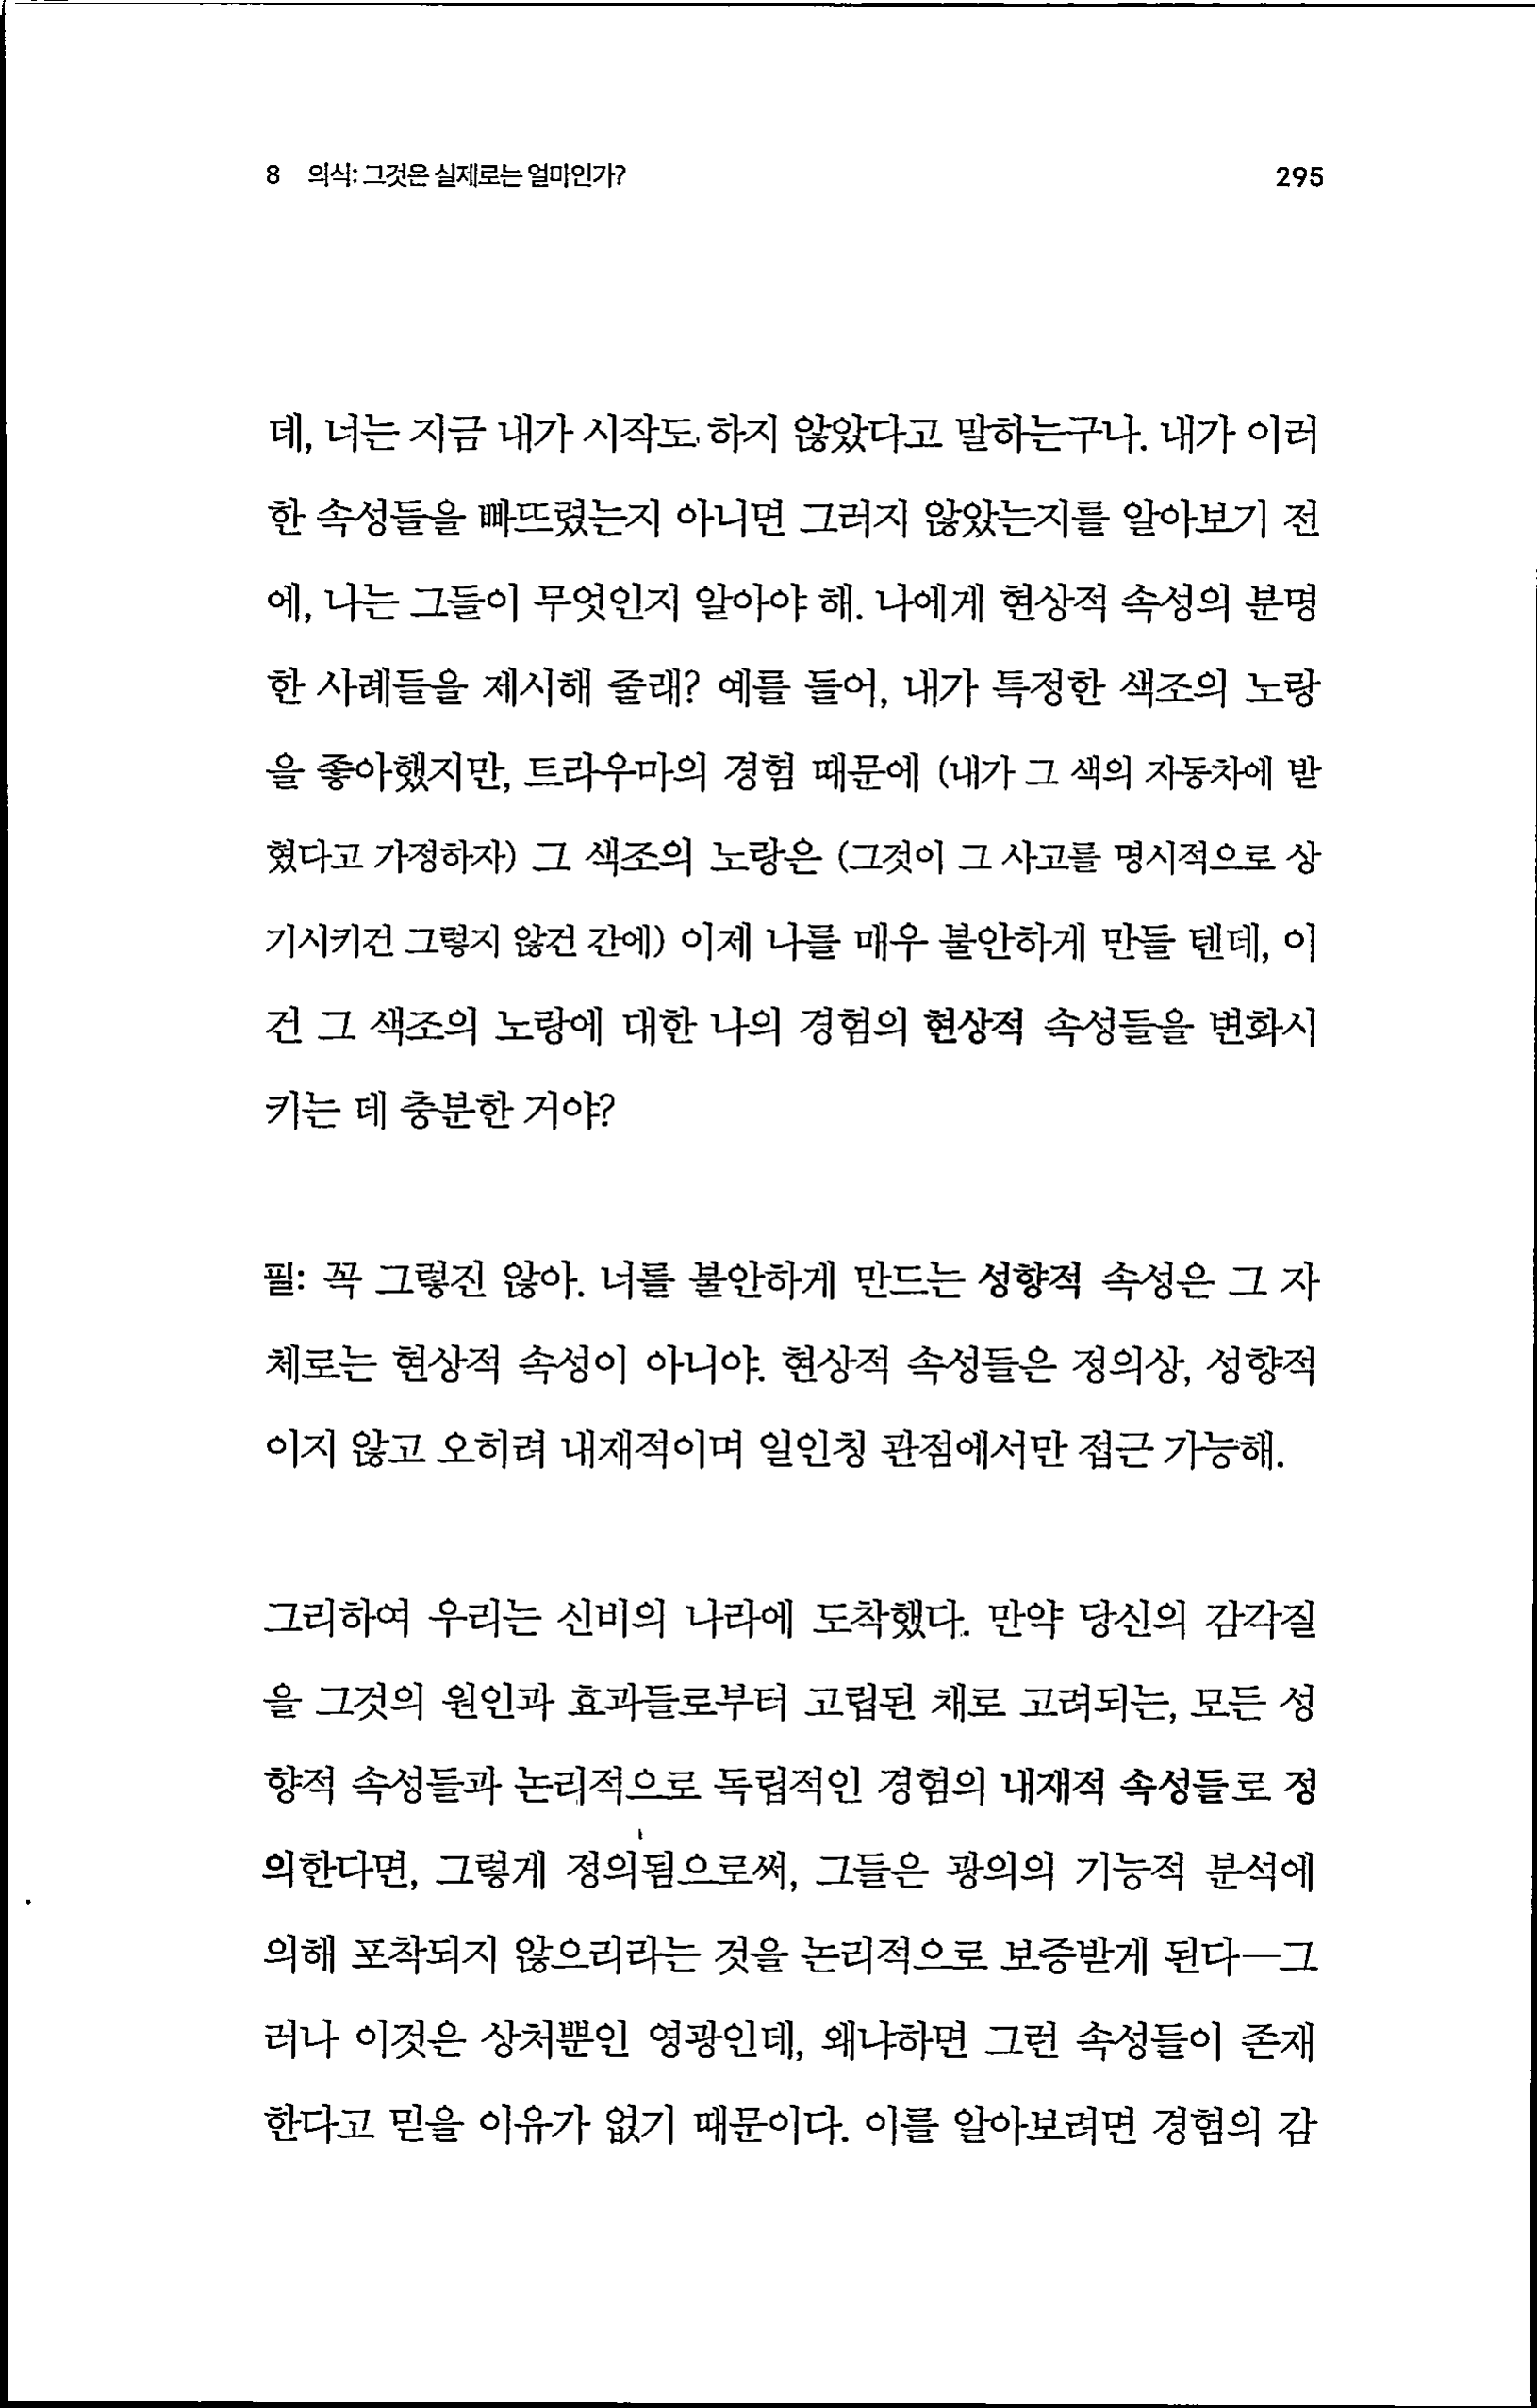 8 의식: 그것은 실제로는 얼마인가? 295
데, 너는 지금 내가 시작도 하지 않았다고 말하는구나. 내가 이러
한 속성들을 빠뜨렸는지 아니면 그러지 않았는지를 알아보기 전
에, 나는 그들이 무엇인지 알아야 해. 나에게 현상적 속성의 분명
한 사례들을 제시해 줄래? 예를 들어, 내가 특정한 색조의 노랑
을 좋아했지만, 트라우마의 경험 때문에 (내가 그 색의 자동차에 받
혔다고 가정하자) 그 색조의 노랑은 (그것이 그 사고를 명시적으로 상
기시키건 그렇지 않건 간에) 이제 나를 매우 불안하게 만들 텐데, 이
건 그 색조의 노랑에 대한 나의 경험의 현상적 속성들을 변화시
키는 데 충분한 거야?
필: 꼭 그렇진 않아. 너를 불안하게 만드는 성향적 속성은 그 자
체로는 현상적 속성이 아니야. 현상적 속성들은 정의상, 성향적
이지 않고 오히려 내재적이며 일인칭 관점에서만 접근 가능해.
그리하여 우리는 신비의 나라에 도착했다. 만약 당신의 감각질
을 그것의 원인과 효과들로부터 고립된 채로 고려되는, 모든 성
향적 속성들과 논리적으로 독립적인 경험의 내재적 속성들로 정
의한다면, 그렇게 정의됨으로써, 그들은 광의의 기능적 분석에
의해 포착되지 않으리라는 것을 논리적으로 보증받게 된다—그
러나 이것은 상처뿐인 영광인데, 왜냐하면 그런 속성들이 존재
한다고 믿을 이유가 없기 때문이다. 이를 알아보려면 경험의 감